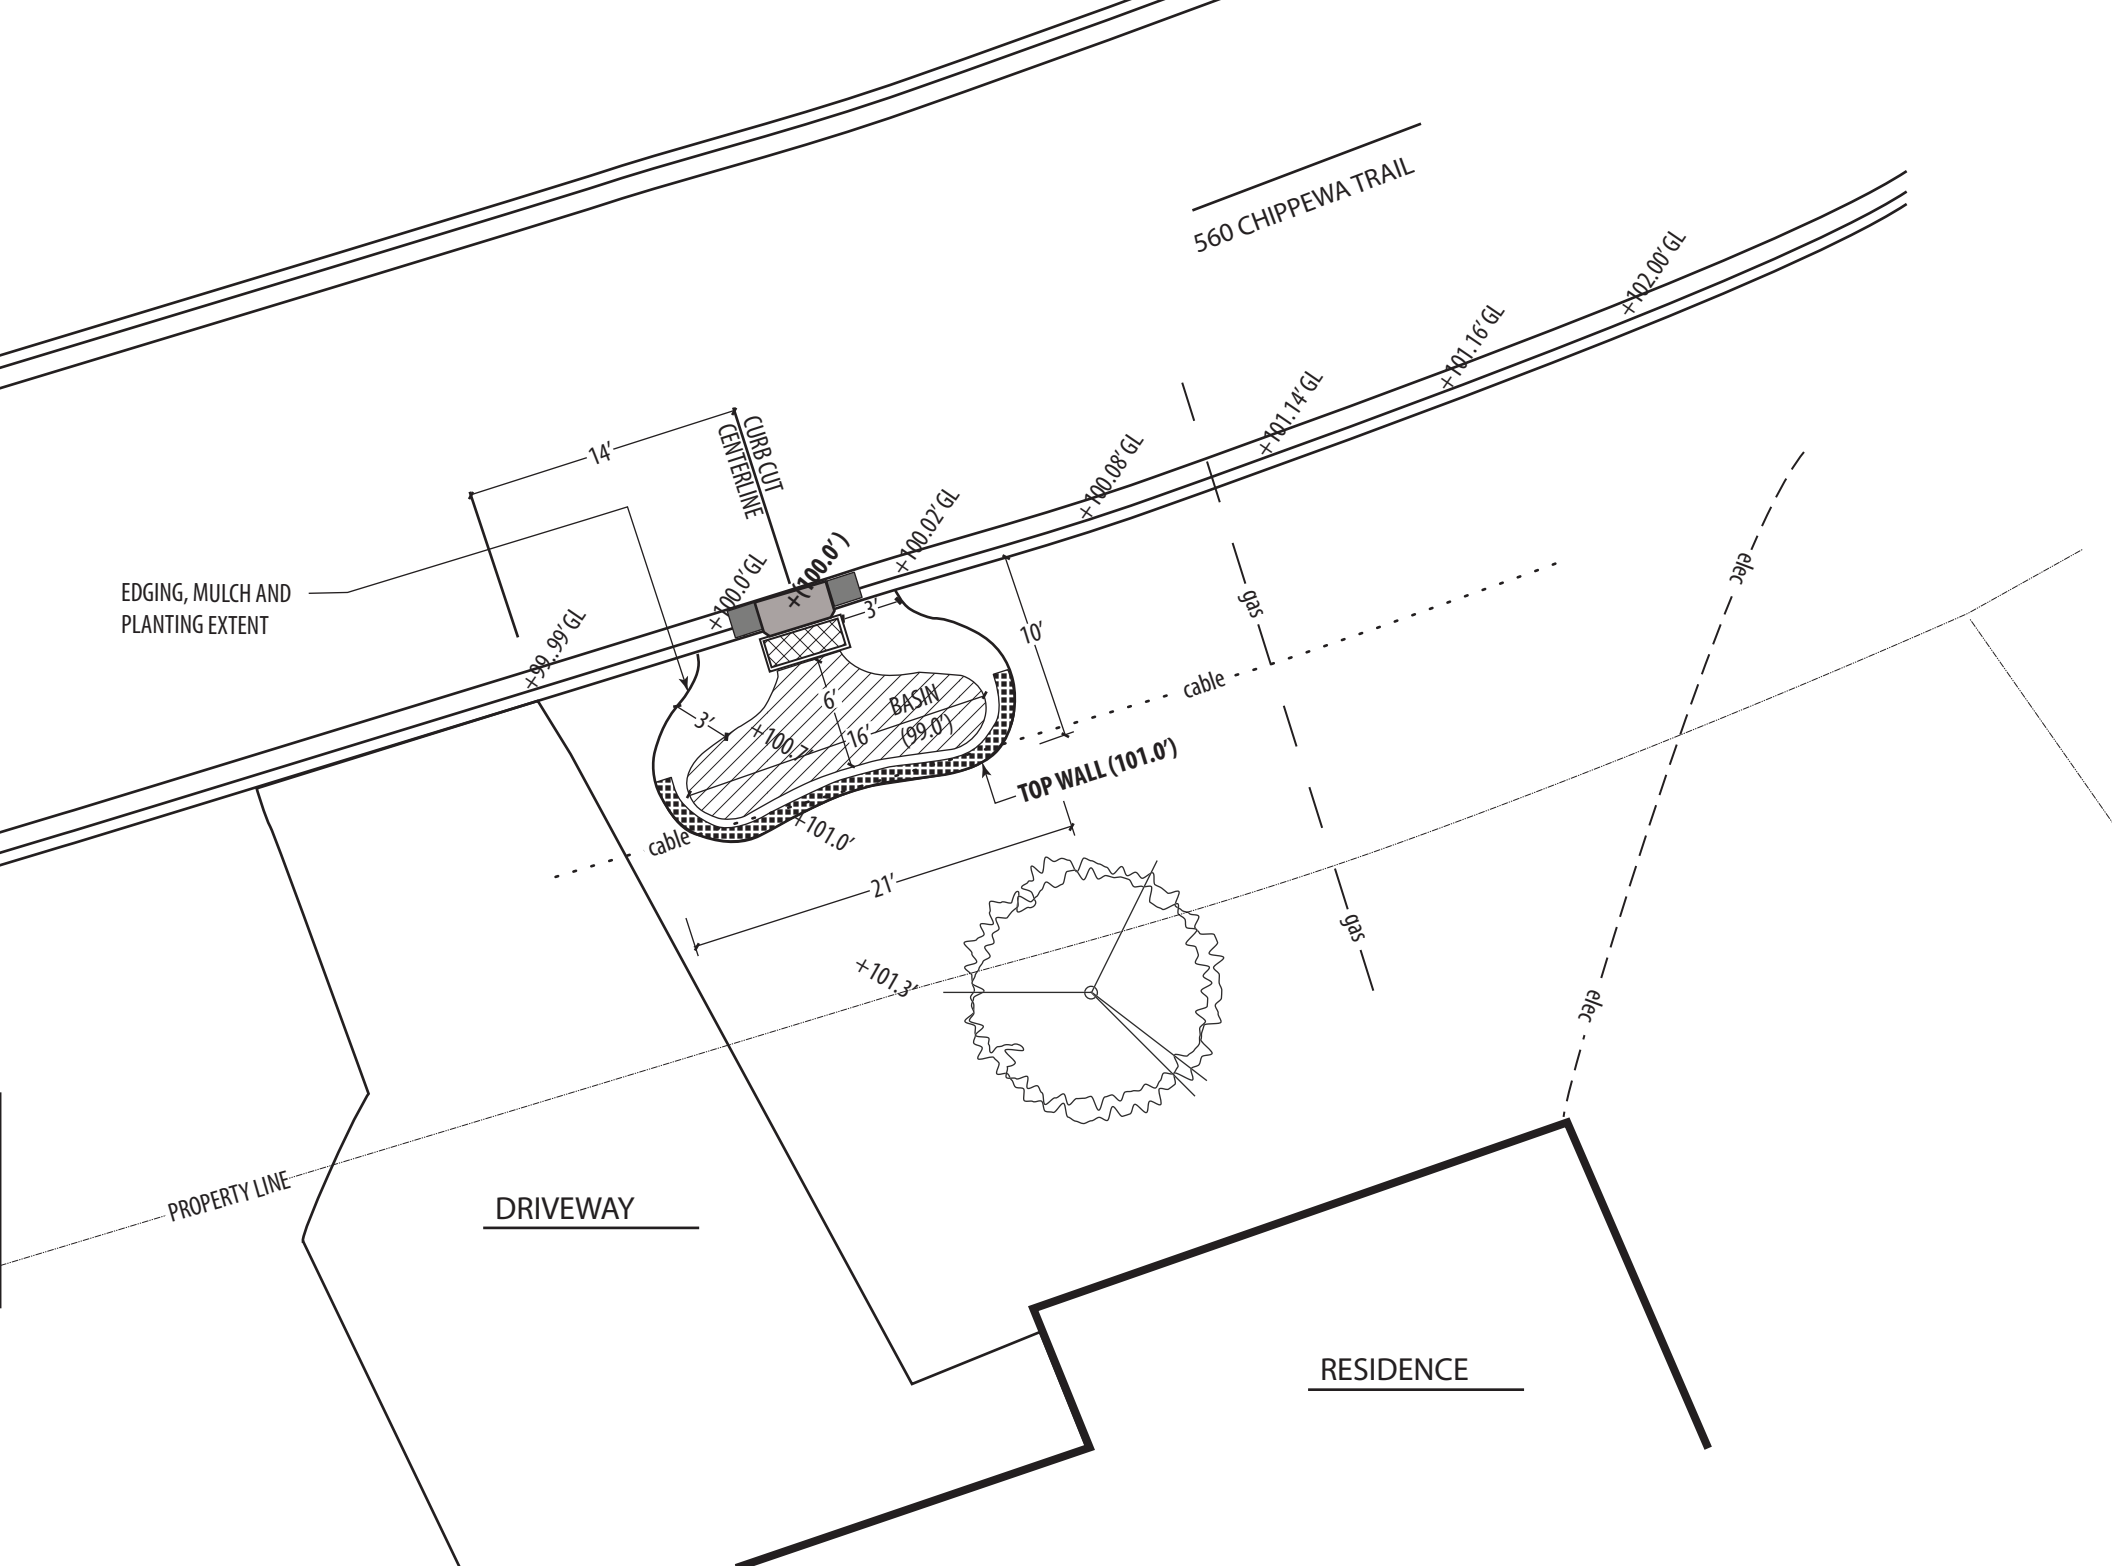 560 CHIPPEWA TRAIL
+102.00' GL
+101.16' GL
+101.14' GL
+100.08' GL
+100.02' GL
+(100.0')
+100.0' GL
+99..99' GL
14'
CURB CUT
CENTERLINE
EDGING, MULCH AND
PLANTING EXTENT
3'
10'
3'
6'
16'
BASIN
(99.0')
+100.7'
TOP WALL (101.0')
+101.0'
cable
cable
gas
gas
elec
elec
21'
+101.3'
PROPERTY LINE
DRIVEWAY
RESIDENCE